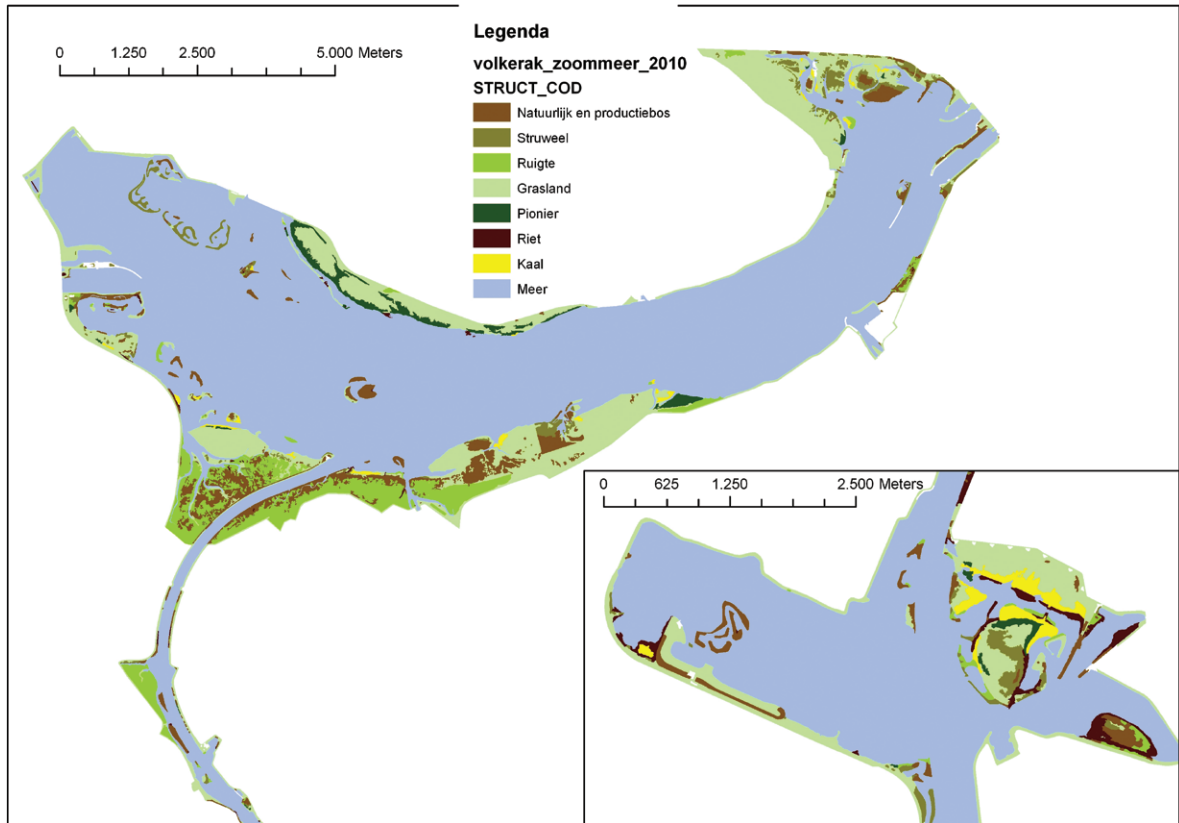 Legenda
volkerak_zoommeer_2010
STRUCT_COD
Natuurlijk en productiebos
Struweel
Ruigte
Grasland
Pionier
Riet
Kaal
Meer
0 1.250 2.500 5.000 Meters
0 625 1.250 2.500 Meters